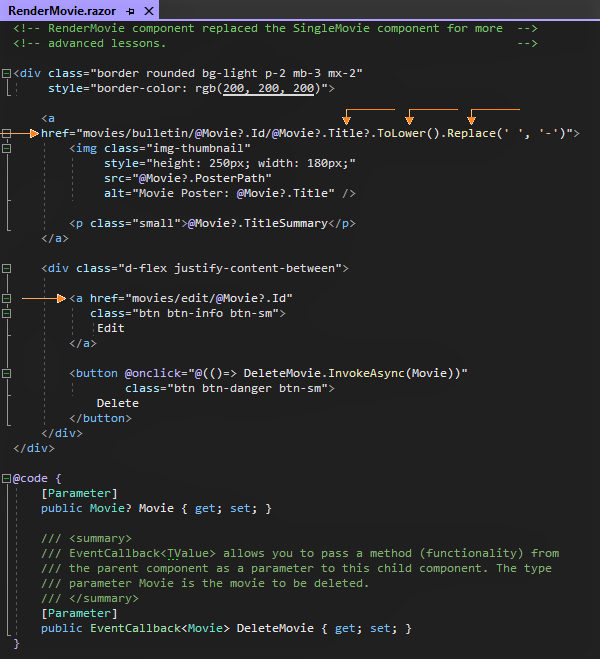 RenderMovie.razor
<!-- RenderMovie component replaced the SingleMovie component for more -->
<!-- advanced lessons. -->
<div class="border rounded bg-light p-2 mb-3 mx-2"
style="border-color: rgb(200, 200, 200)">
<a
href="movies/bulletin/@Movie?.Id/@Movie?.Title?.ToLower().Replace(' ', '-')">
<img class="img-thumbnail"
style="height: 250px; width: 180px;"
src="@Movie?.PosterPath"
alt="Movie Poster: @Movie?.Title" />
<p class="small">@Movie?.TitleSummary</p>
</a>
<div class="d-flex justify-content-between">
<a href="movies/edit/@Movie?.Id"
class="btn btn-info btn-sm">
Edit
</a>
<button @onclick="@(()=> DeleteMovie.InvokeAsync(Movie))"
class="btn btn-danger btn-sm">
Delete
</button>
</div>
</div>
@code {
[Parameter]
public Movie? Movie { get; set; }
/// <summary>
/// EventCallback<TValue> allows you to pass a method (functionality) from
/// the parent component as a parameter to this child component. The type
/// parameter Movie is the movie to be deleted.
/// </summary>
[Parameter]
public EventCallback<Movie> DeleteMovie { get; set; }
}